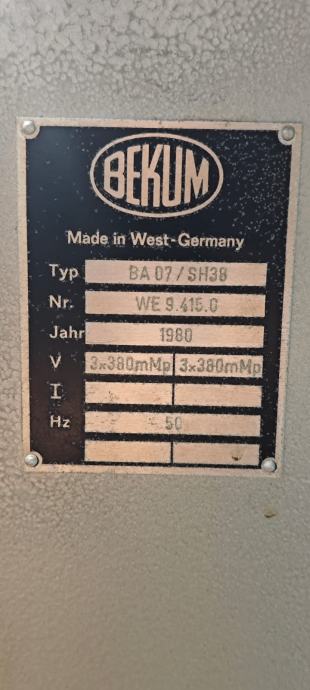 BEKUM
Made in West-Germany
Typ BA 07/SH38
Nr. WE 9.415.0
Jahr 1980
V 3x380mMp 3x380mMp
I
Hz 50